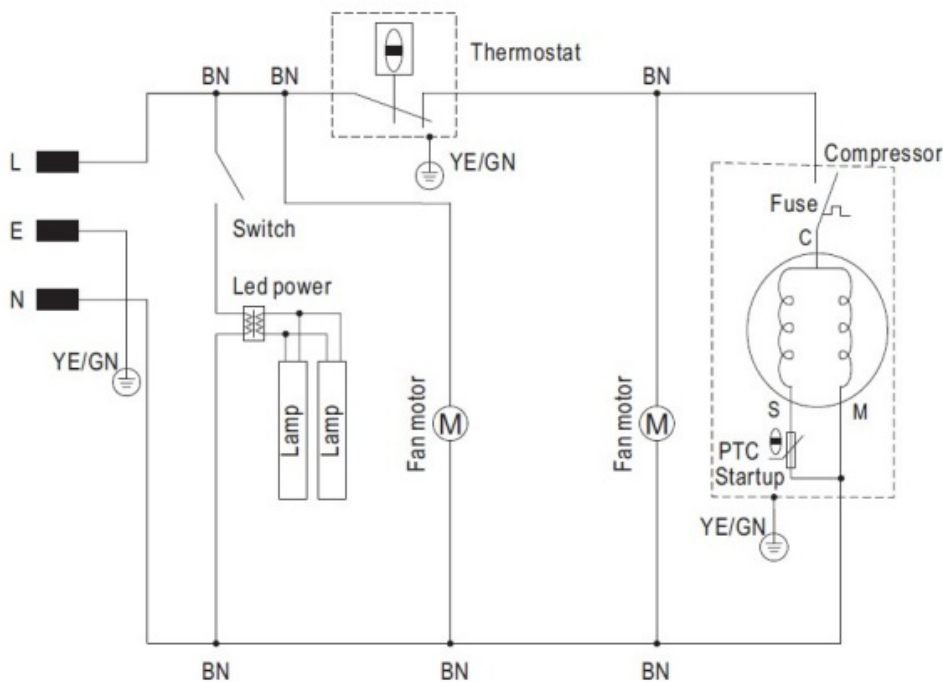 Thermostat
BN
BN
BN
L
YE/GN
Compressor
Fuse
E
Switch
C
N
Led power
YE/GN
Lamp
Lamp
Fan motor
M
Fan motor
M
S
M
PTC
Startup
YE/GN
BN
BN
BN